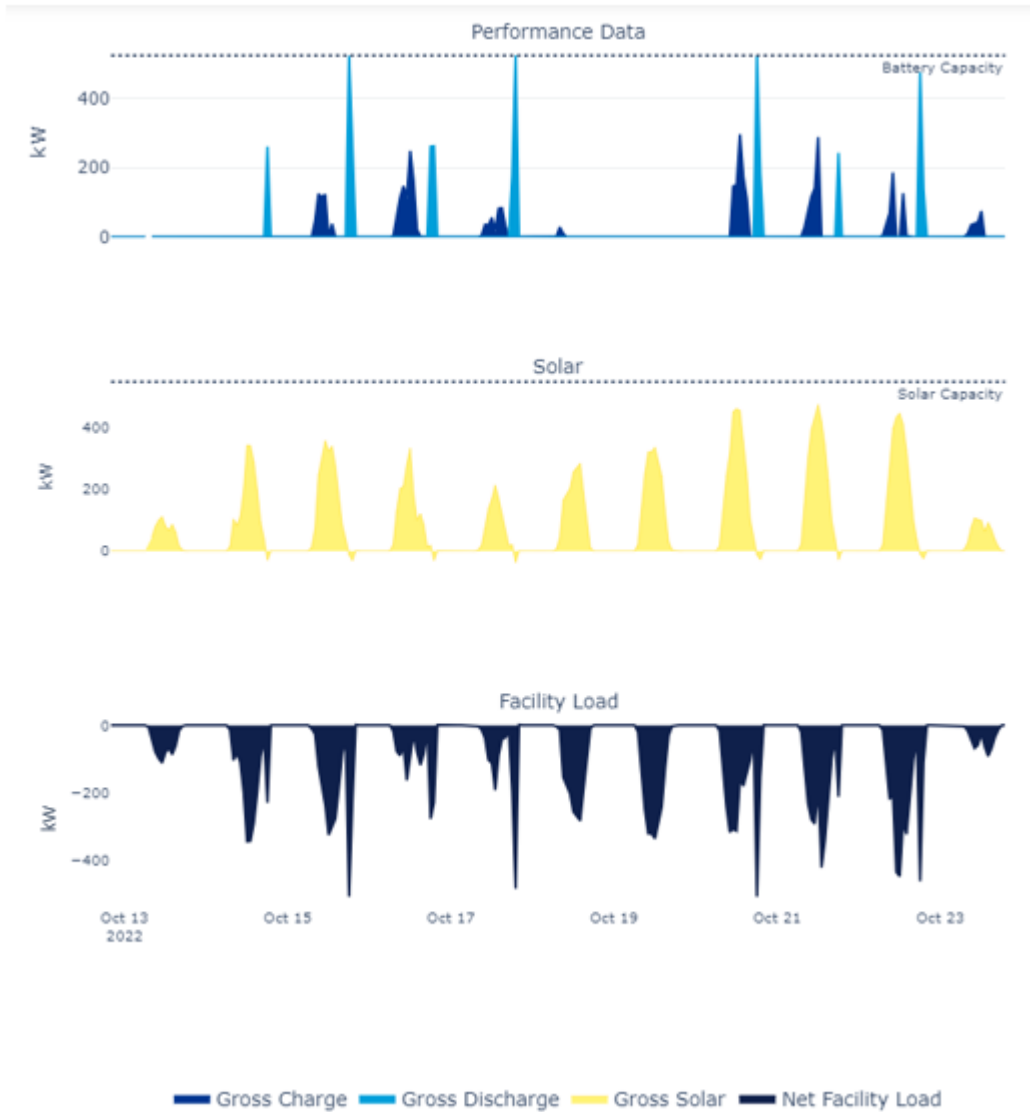 Performance Data
Battery Capacity
400
200
0
kW
Solar
Solar Capacity
400
200
0
kW
Facility Load
0
−200
−400
kW
Oct 13 Oct 15 Oct 17 Oct 19 Oct 21 Oct 23
2022
Gross Charge Gross Discharge Gross Solar Net Facility Load